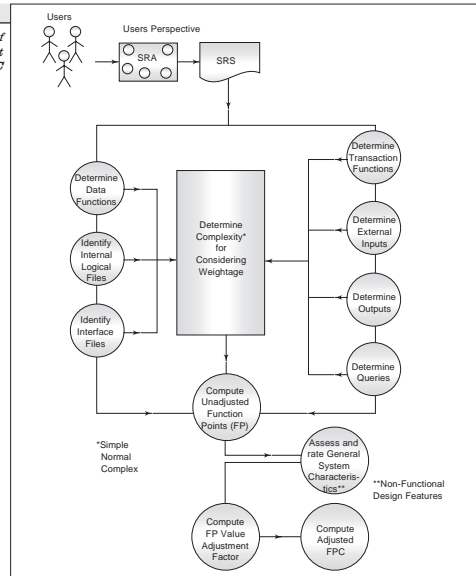 of
t
C
Users
Users Perspective
SRA
SRS
Determine
Data
Functions
Identify
Internal
Logical
Files
Identify
Interface
Files
Determine
Complexity*
for
Considering
Weightage
Determine
Transaction
Functions
Determine
External
Inputs
Determine
Outputs
Determine
Queries
Compute
Unadjusted
Function
Points (FP)
*Simple
Normal
Complex
Assess and
rate General
System
Characteris-
tics**
**Non-Functional
Design Features
Compute
FP Value
Adjustment
Factor
Compute
Adjusted
FPC